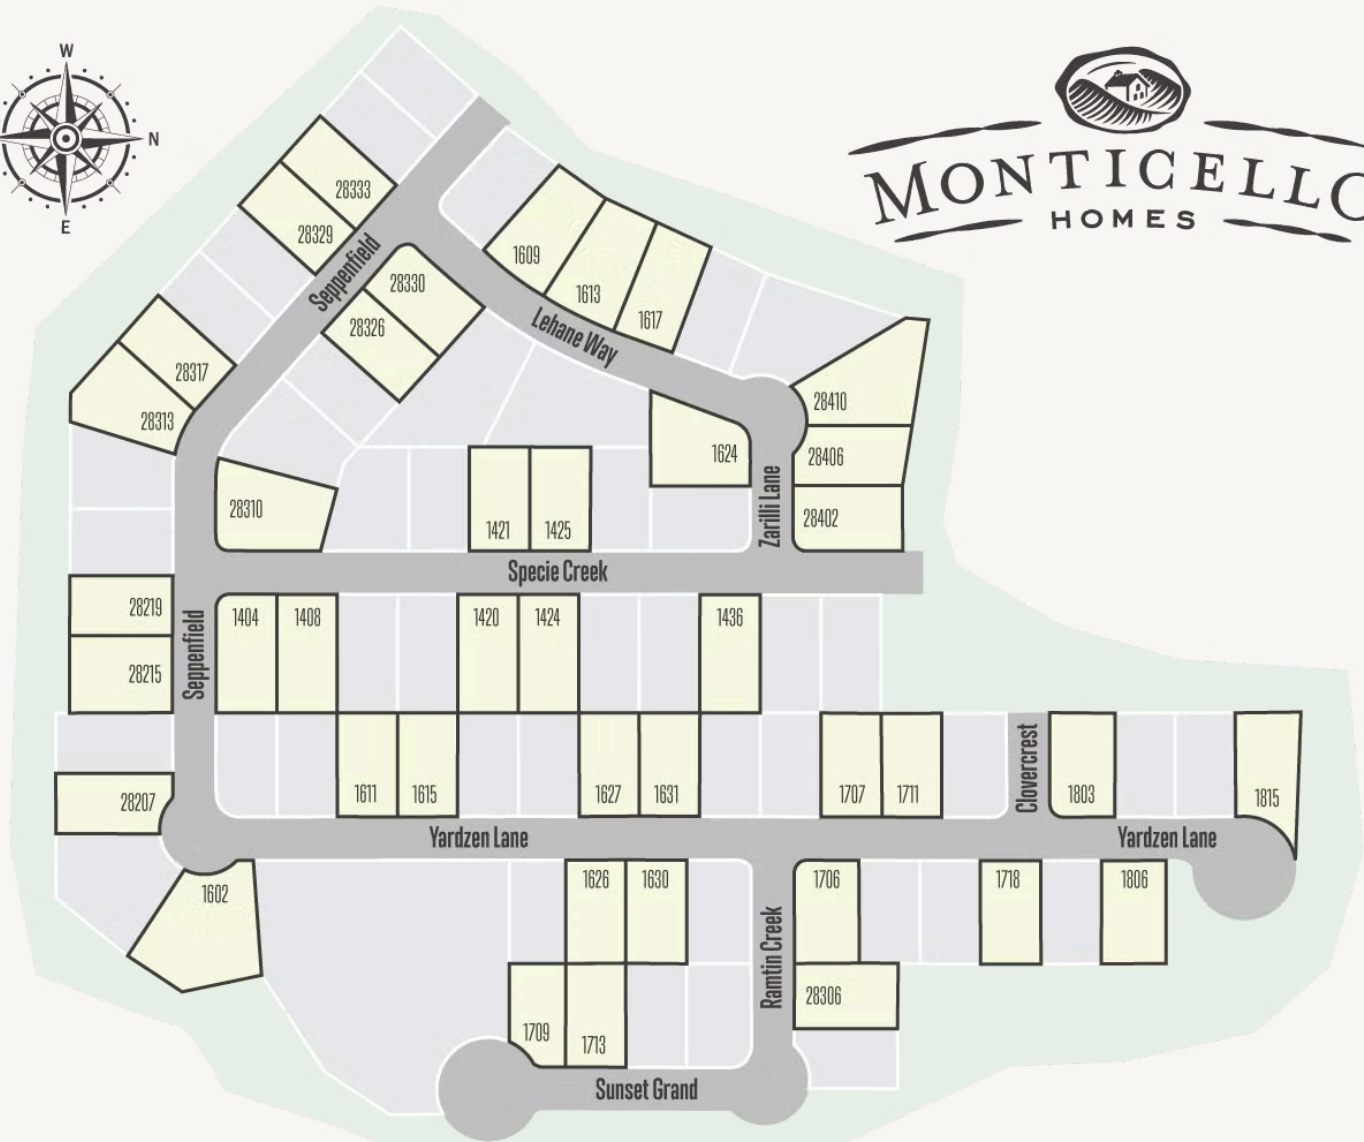 W
N
E
MONTICELLO
HOMES
28333
28329
Seppenfield
28330
28326
1609
1613
1617
Lehane Way
28317
28313
28410
28406
28402
1624
Zarilli Lane
28310
1421
1425
Specie Creek
28219
28215
Seppenfield
1404
1408
1420
1424
1436
28207
1611
1615
1627
1631
1707
1711
Clovercrest
1803
1815
Yardzen Lane
Yardzen Lane
1602
1626
1630
1706
1718
1806
Ramtin Creek
28306
1709
1713
Sunset Grand